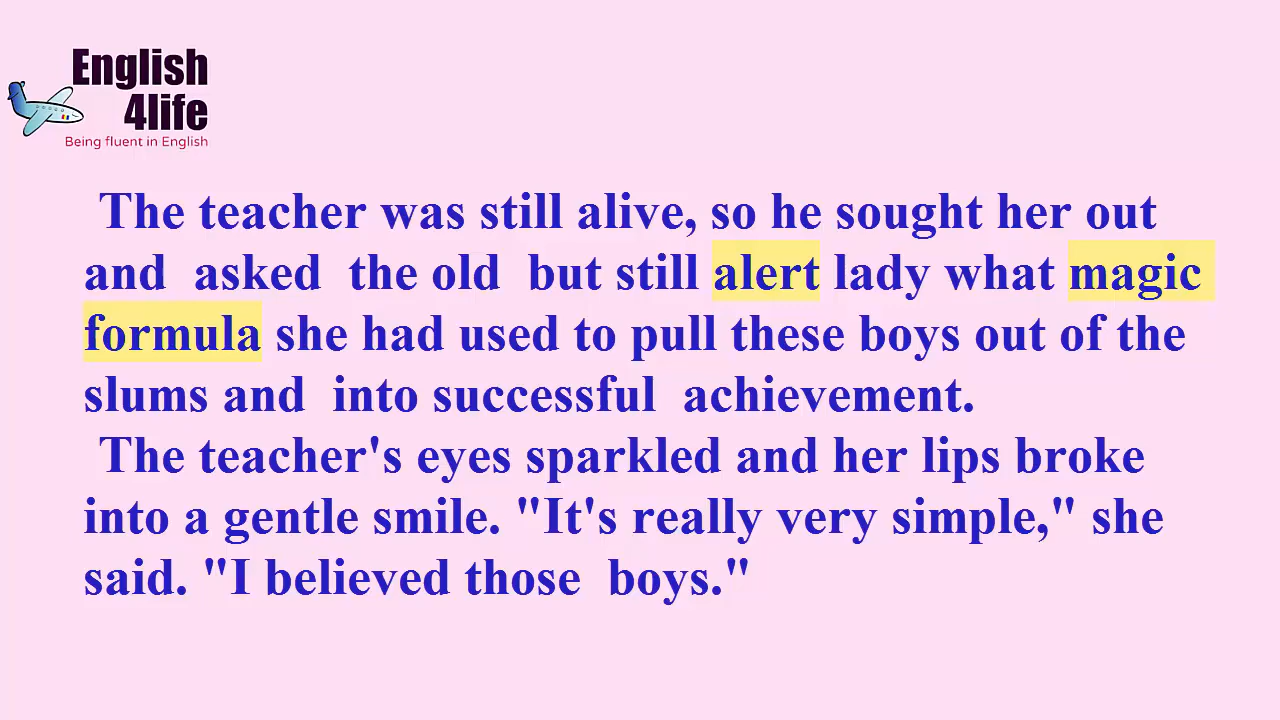 English
4life
Being fluent in English
The teacher was still alive, so he sought her out
and asked the old but still alert lady what magic
formula she had used to pull these boys out of the
slums and into successful achievement.
The teacher's eyes sparkled and her lips broke
into a gentle smile. "It's really very simple," she
said. "I believed those boys."